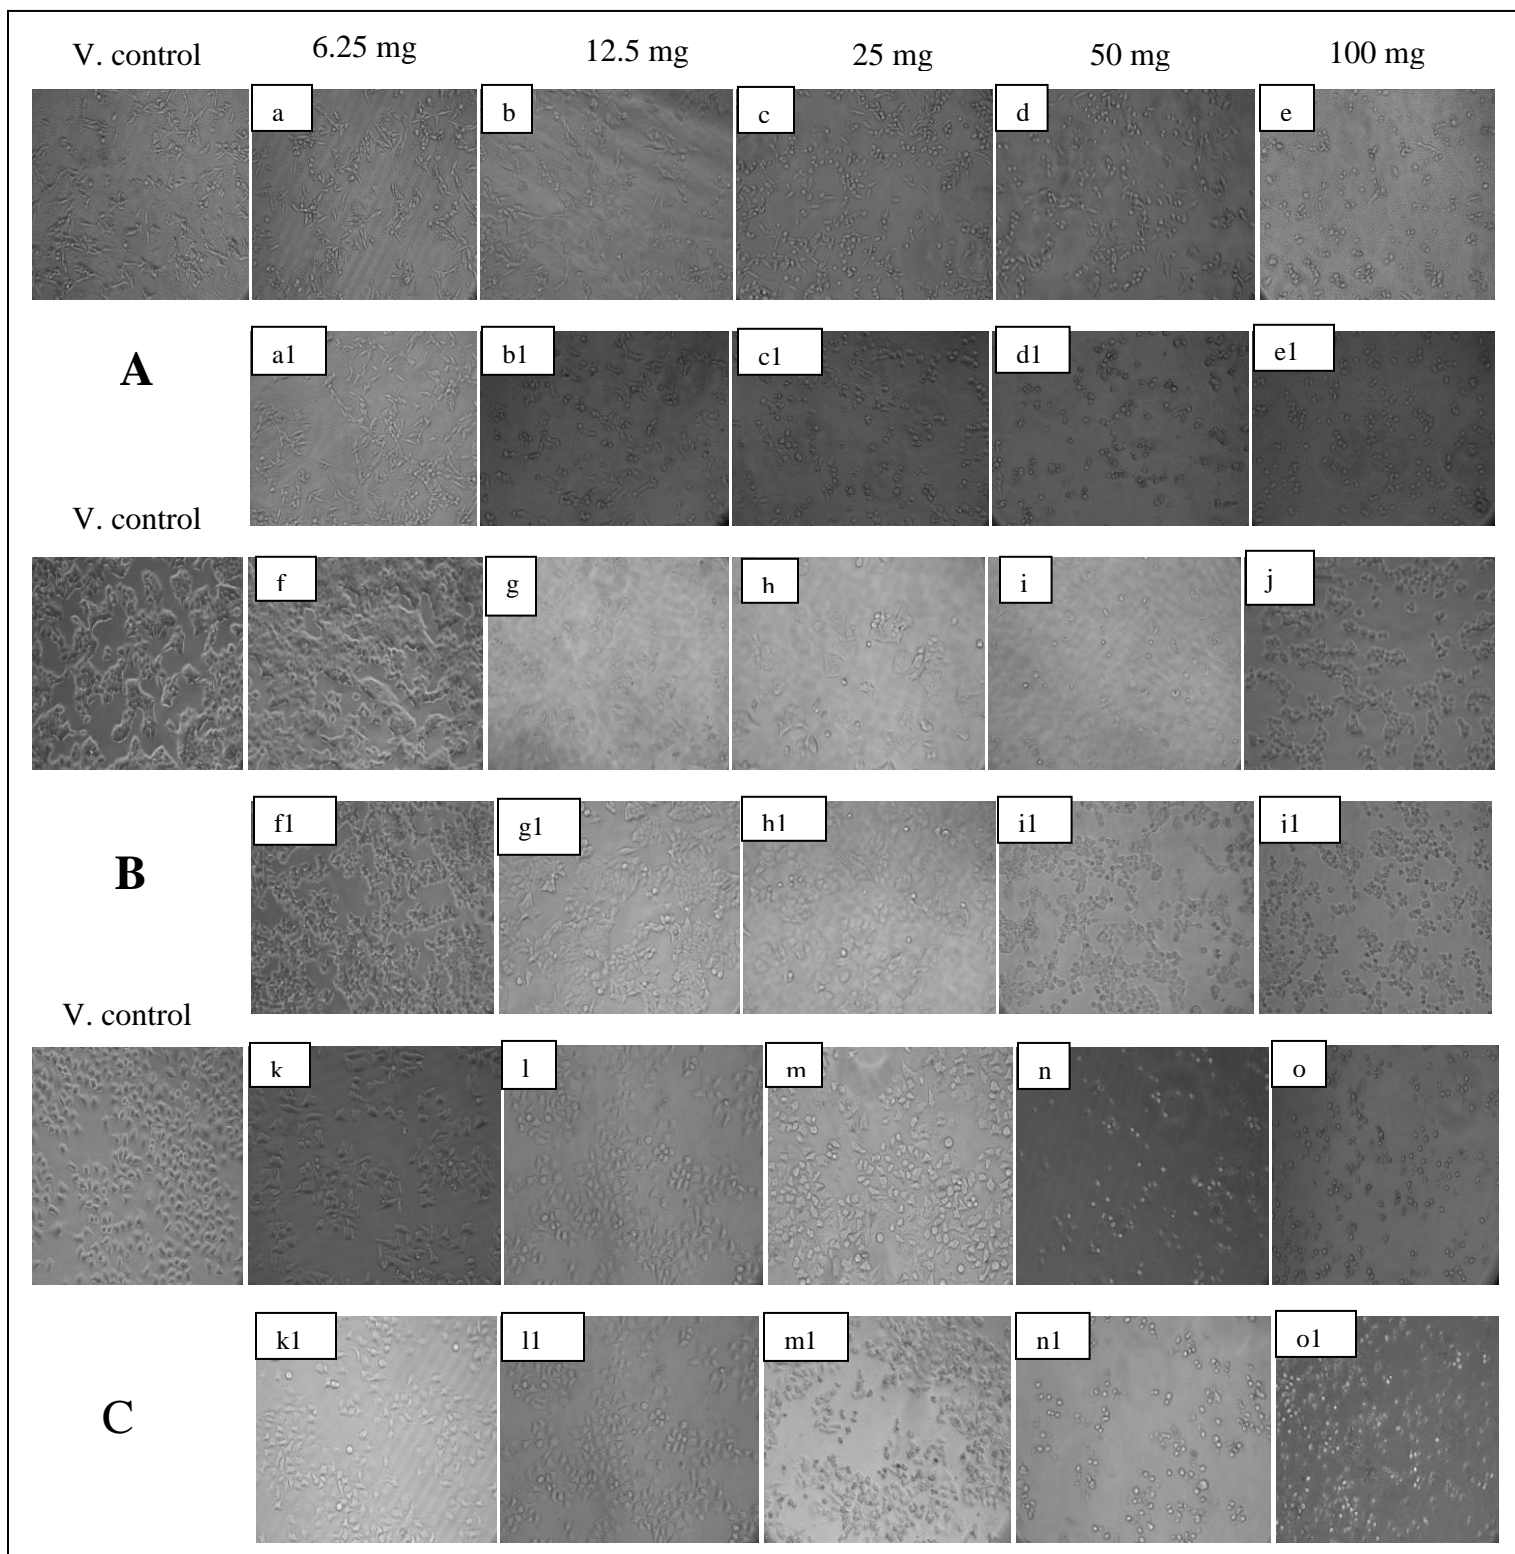 V. control 6.25 mg 12.5 mg 25 mg 50 mg 100 mg
a b c d e
A
a1 b1 c1 d1 e1
V. control
f g h i j
B
f1 g1 h1 i1 j1
V. control
k l m n o
C
k1 l1 m1 n1 o1